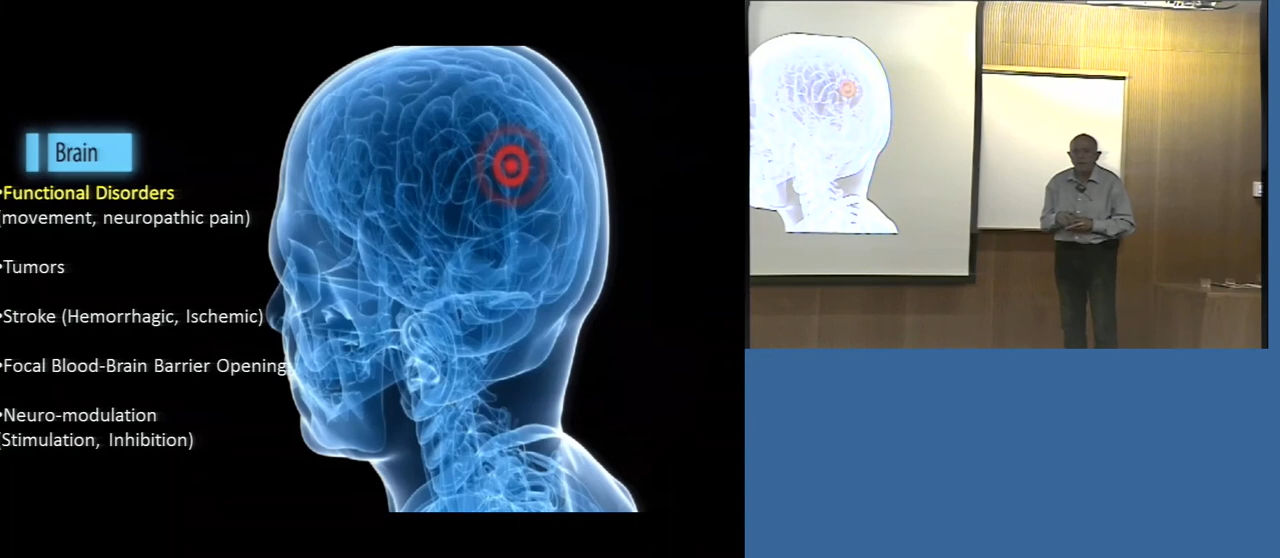 Brain
•Functional Disorders
(movement, neuropathic pain)
•Tumors
•Stroke (Hemorrhagic, Ischemic)
•Focal Blood-Brain Barrier Opening
•Neuro-modulation
(Stimulation, Inhibition)